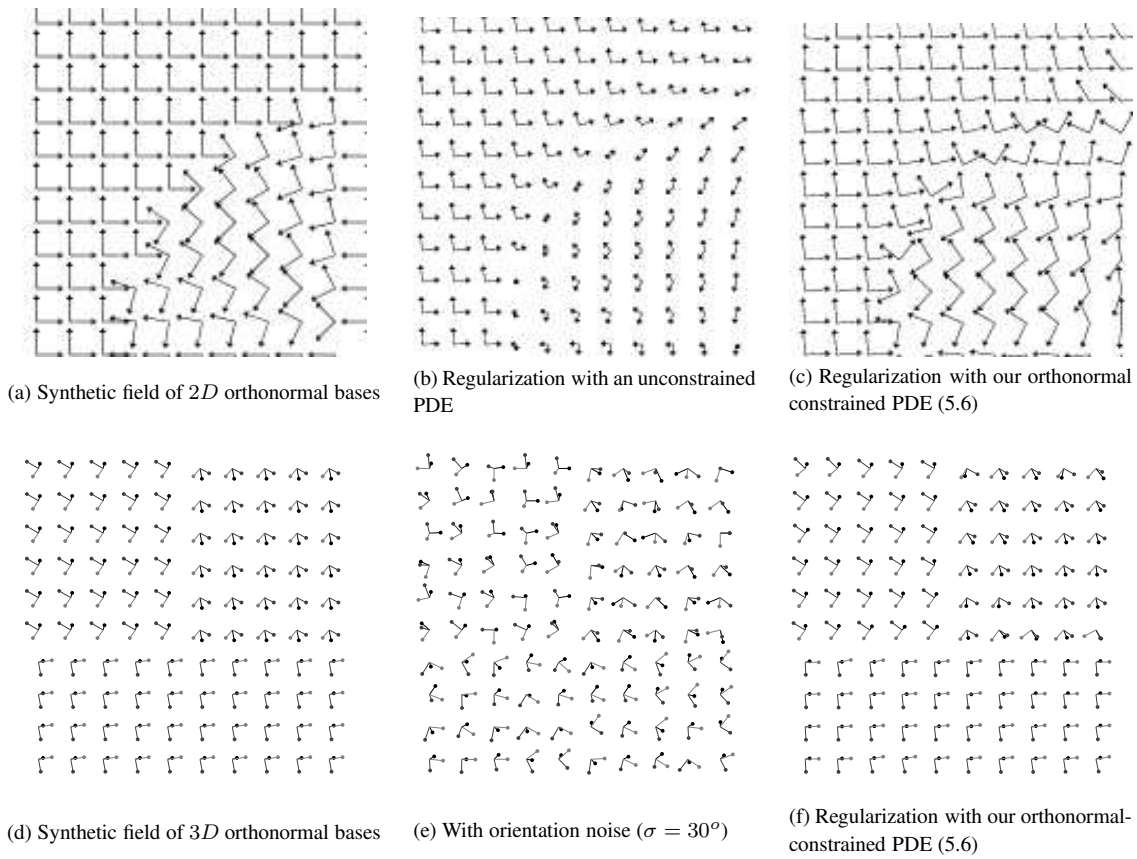 (a) Synthetic field of 2D orthonormal bases
(b) Regularization with an unconstrained
PDE
(c) Regularization with our orthonormal
constrained PDE (5.6)
(d) Synthetic field of 3D orthonormal bases
(e) With orientation noise (σ = 30°)
(f) Regularization with our orthonormal-
constrained PDE (5.6)